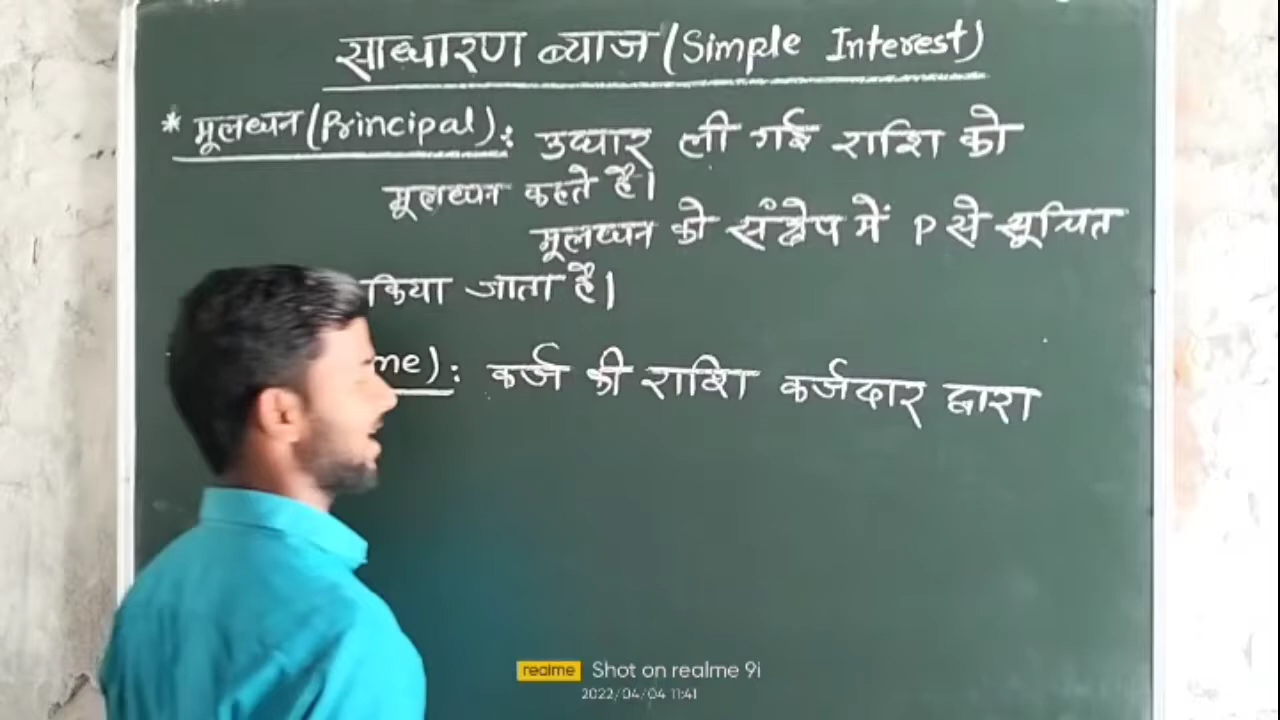 साधारण ब्याज (Simple Interest)
* मूलधन (Principal) : उधार ली गई राशि को
मूलधन कहते है।
मूलधन को संक्षेप में P से सूचित
किया जाता है।
me) : कर्ज की राशि कर्जदार द्वारा
realme Shot on realme 9i
2022/04/04 11:41